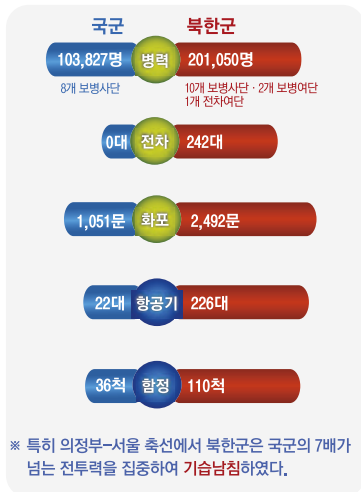 국군 북한군
103,827명 병력 201,050명
8개 보병사단 10개 보병사단·2개 보병여단
1개 전차여단
0대 전차 242대
1,051문 화포 2,492문
22대 항공기 226대
36척 함정 110척
※ 특히 의정부-서울 축선에서 북한군은 국군의 7배가
넘는 전투력을 집중하여 기습남침하였다.